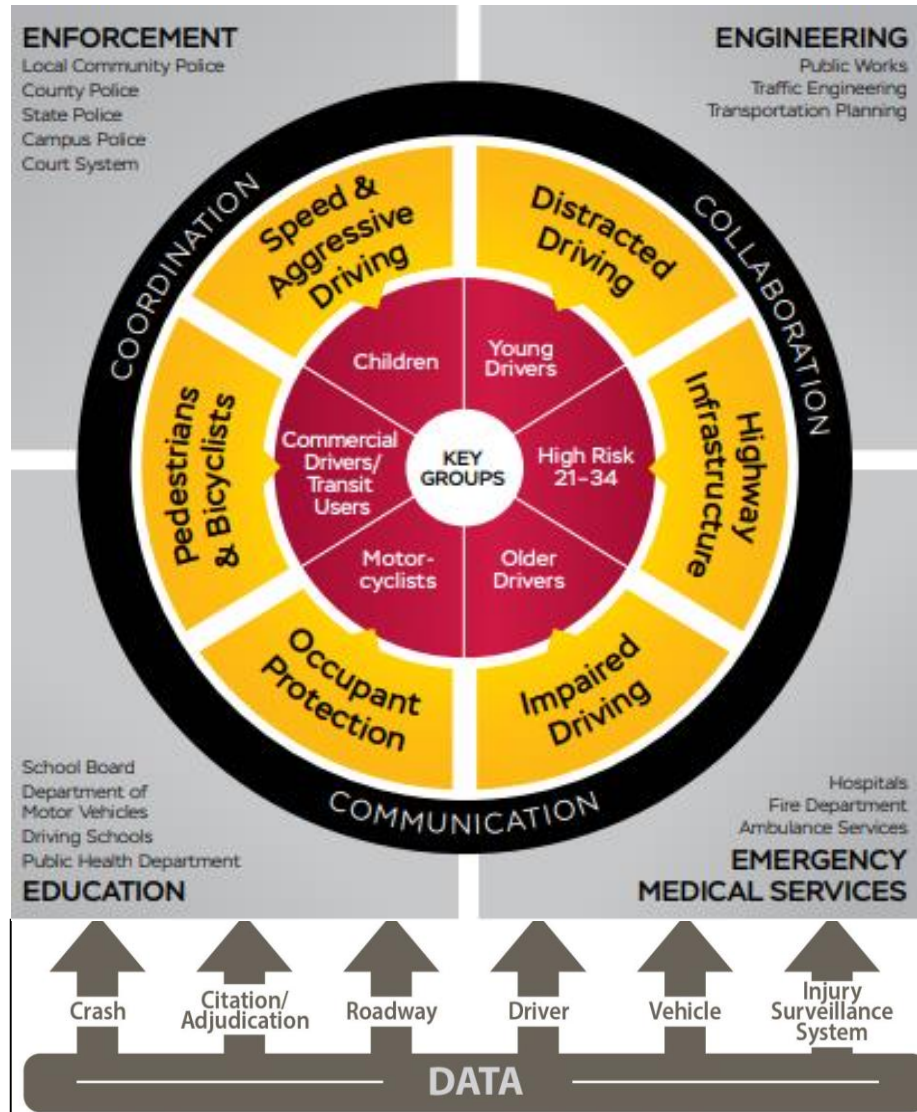 ENFORCEMENT
Local Community Police
County Police
State Police
Campus Police
Court System
ENGINEERING
Public Works
Traffic Engineering
Transportation Planning
COORDINATION
COLLABORATION
COMMUNICATION
Speed &
Aggressive
Driving
Distracted
Driving
Highway
Infrastructure
Impaired
Driving
Occupant
Protection
Pedestrians
& Bicyclists
Children
Young
Drivers
High Risk
21–34
Older
Drivers
Motor-
cyclists
Commercial
Drivers/
Transit
Users
KEY
GROUPS
School Board
Department of
Motor Vehicles
Driving Schools
Public Health Department
EDUCATION
Hospitals
Fire Department
Ambulance Services
EMERGENCY
MEDICAL SERVICES
Crash
Citation/
Adjudication
Roadway
Driver
Vehicle
Injury
Surveillance
System
DATA